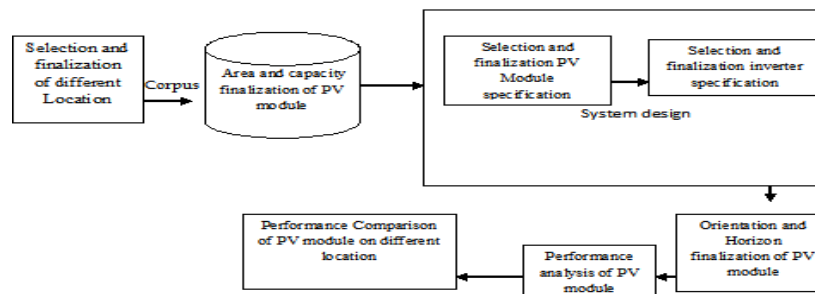 Selection and
finalization
of different
Location
Corpus
Area and capacity
finalization of PV
module
Selection and
finalization PV
Module
specification
Selection and
finalization inverter
specification
System design
Orientation and
Horizon
finalization of PV
module
Performance
analysis of PV
module
Performance Comparison
of PV module on different
location